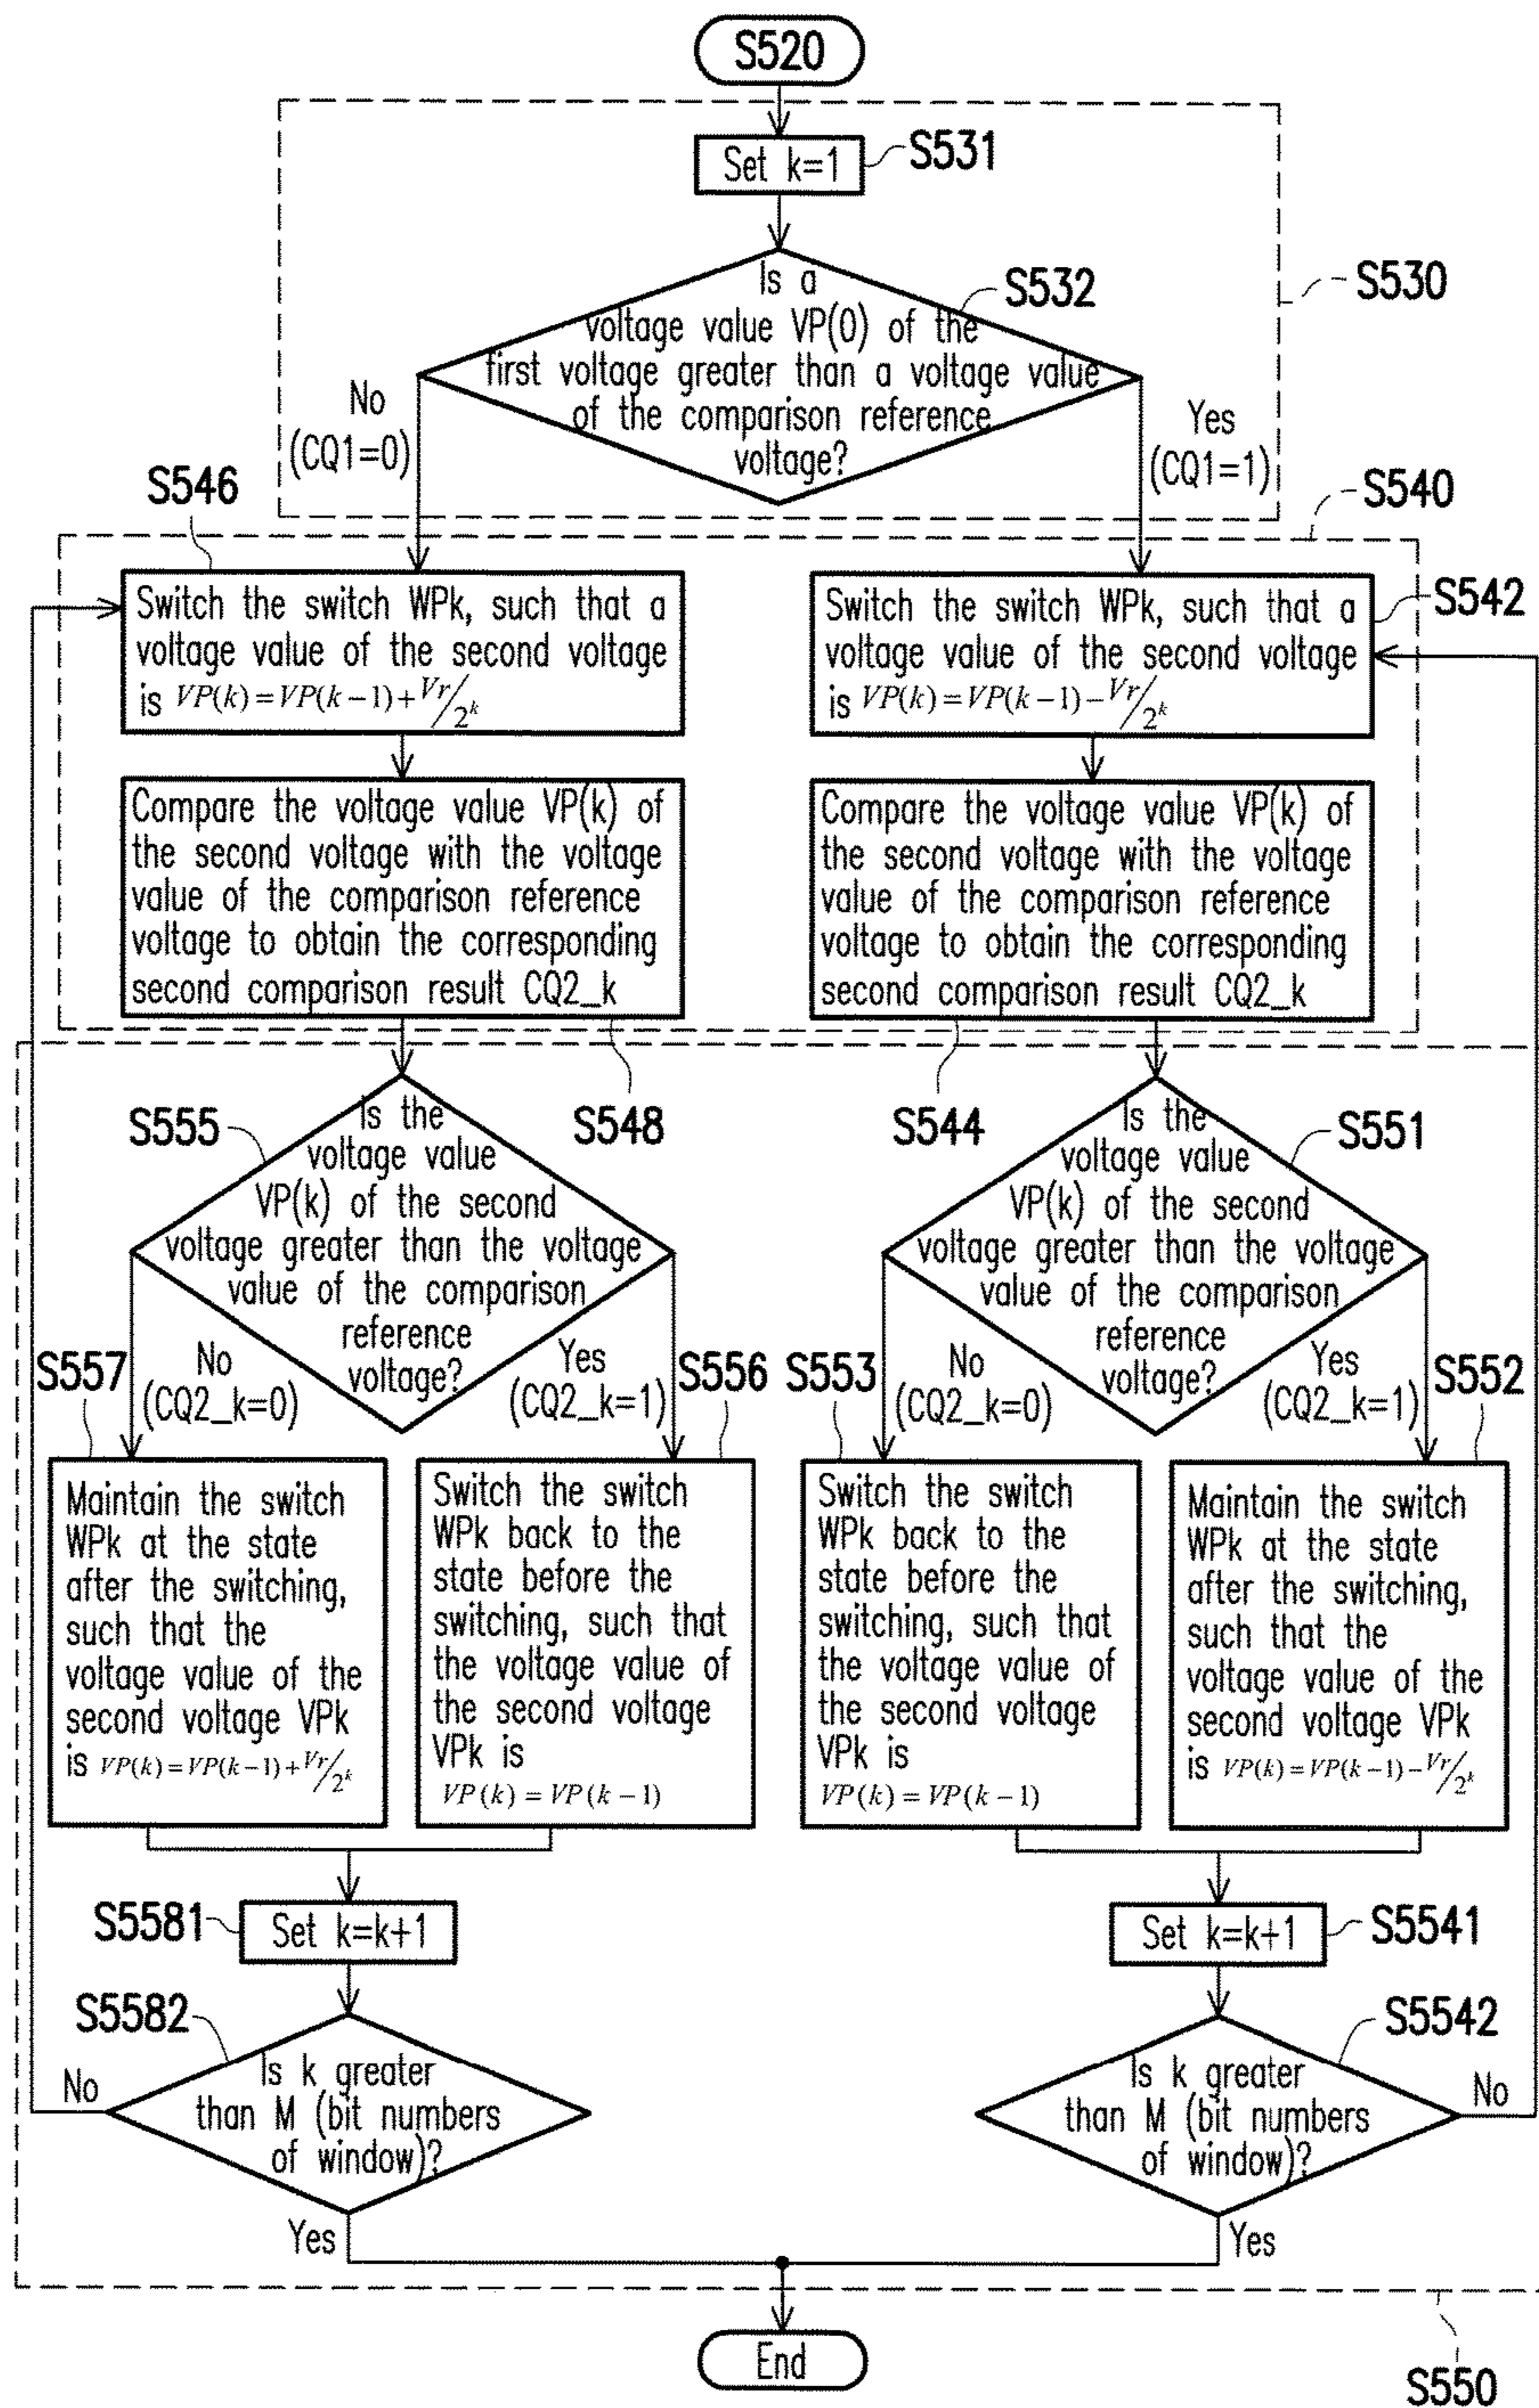 S520
Set k=1
S531
Is a
voltage value VP(0) of the
first voltage greater than a voltage value
of the comparison reference
voltage?
S532
S530
No
(CQ1=0)
Yes
(CQ1=1)
S540
S546
Switch the switch WPk, such that a
voltage value of the second voltage
is VP(k)=VP(k-1)+Vr/2^k
Switch the switch WPk, such that a
voltage value of the second voltage
is VP(k)=VP(k-1)-Vr/2^k
S542
Compare the voltage value VP(k) of
the second voltage with the voltage
value of the comparison reference
voltage to obtain the corresponding
second comparison result CQ2_k
S548
Compare the voltage value VP(k) of
the second voltage with the voltage
value of the comparison reference
voltage to obtain the corresponding
second comparison result CQ2_k
S544
S555
Is the
voltage value
VP(k) of the second
voltage greater than the voltage
value of the comparison
reference
voltage?
Is the
voltage value
VP(k) of the second
voltage greater than the voltage
value of the comparison
reference
voltage?
S551
S557
No
(CQ2_k=0)
Yes
(CQ2_k=1)
S556
S553
No
(CQ2_k=0)
Yes
(CQ2_k=1)
S552
Maintain the switch
WPk at the state
after the switching,
such that the
voltage value of the
second voltage VPk
is VP(k)=VP(k-1)+Vr/2^k
Switch the switch
WPk back to the
state before the
switching, such that
the voltage value of
the second voltage
VPk is
VP(k)=VP(k-1)
Switch the switch
WPk back to the
state before the
switching, such that
the voltage value of
the second voltage
VPk is
VP(k)=VP(k-1)
Maintain the switch
WPk at the state
after the switching,
such that the
voltage value of the
second voltage VPk
is VP(k)=VP(k-1)-Vr/2^k
S5581
Set k=k+1
Set k=k+1
S5541
S5582
Is k greater
than M (bit numbers
of window)?
No
Yes
Is k greater
than M (bit numbers
of window)?
S5542
No
Yes
End
S550